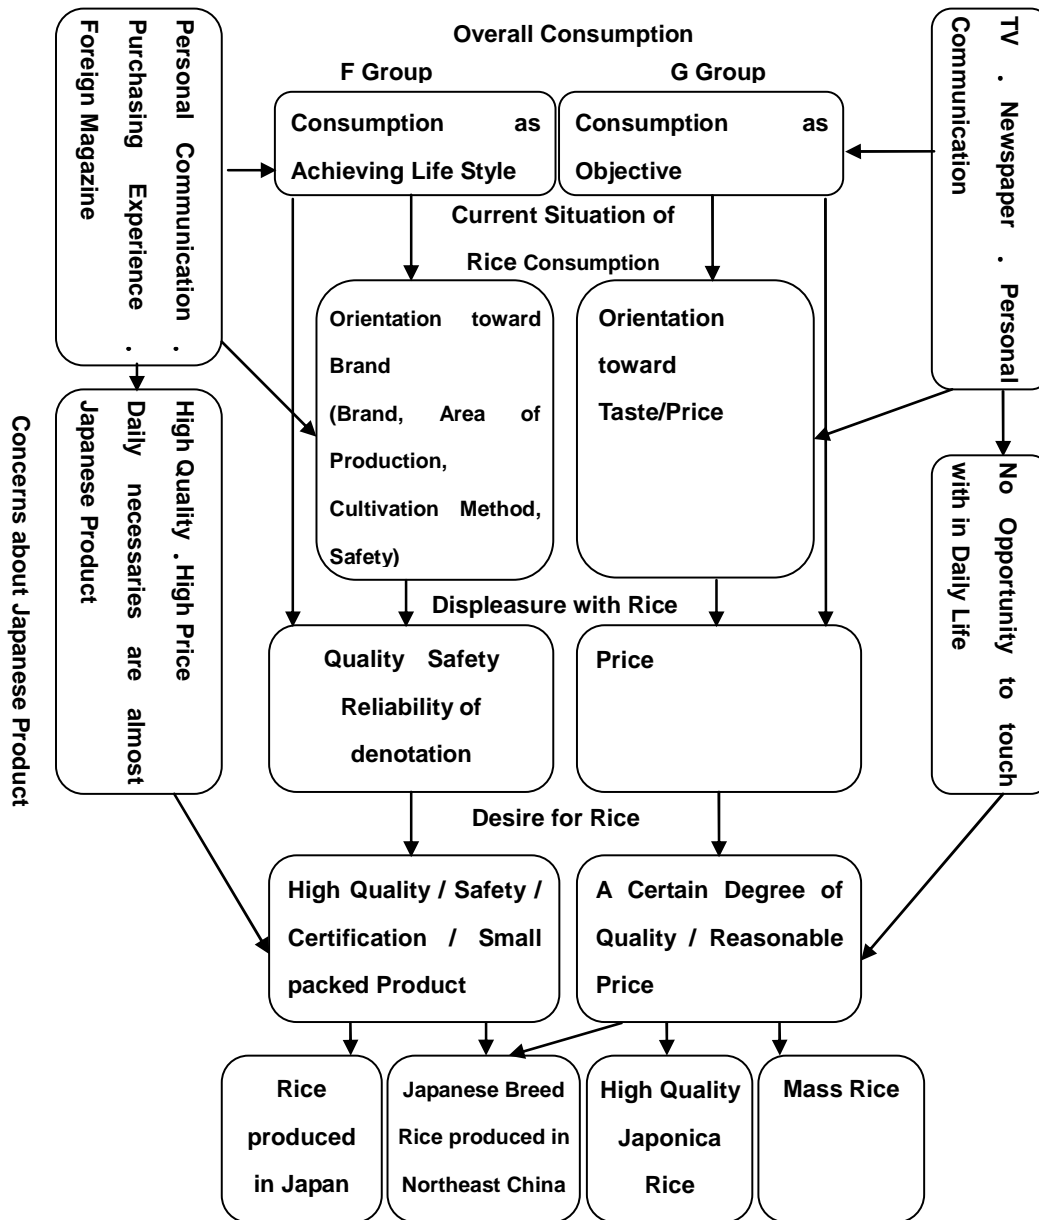 Overall Consumption
F Group
G Group
Personal Communication .
Purchasing Experience .
Foreign Magazine
Consumption as
Achieving Life Style
Consumption as
Objective
TV . Newspaper . Personal
Communication
Current Situation of
Rice Consumption
Orientation toward
Brand
(Brand, Area of
Production,
Cultivation Method,
Safety)
Orientation
toward
Taste/Price
Concerns about Japanese Product
High Quality . High Price
Daily necessaries are almost
Japanese Product
No Opportunity to touch
with in Daily Life
Displeasure with Rice
Quality Safety
Reliability of
denotation
Price
Desire for Rice
High Quality / Safety /
Certification / Small
packed Product
A Certain Degree of
Quality / Reasonable
Price
Rice
produced
in Japan
Japanese Breed
Rice produced in
Northeast China
High Quality
Japonica
Rice
Mass Rice